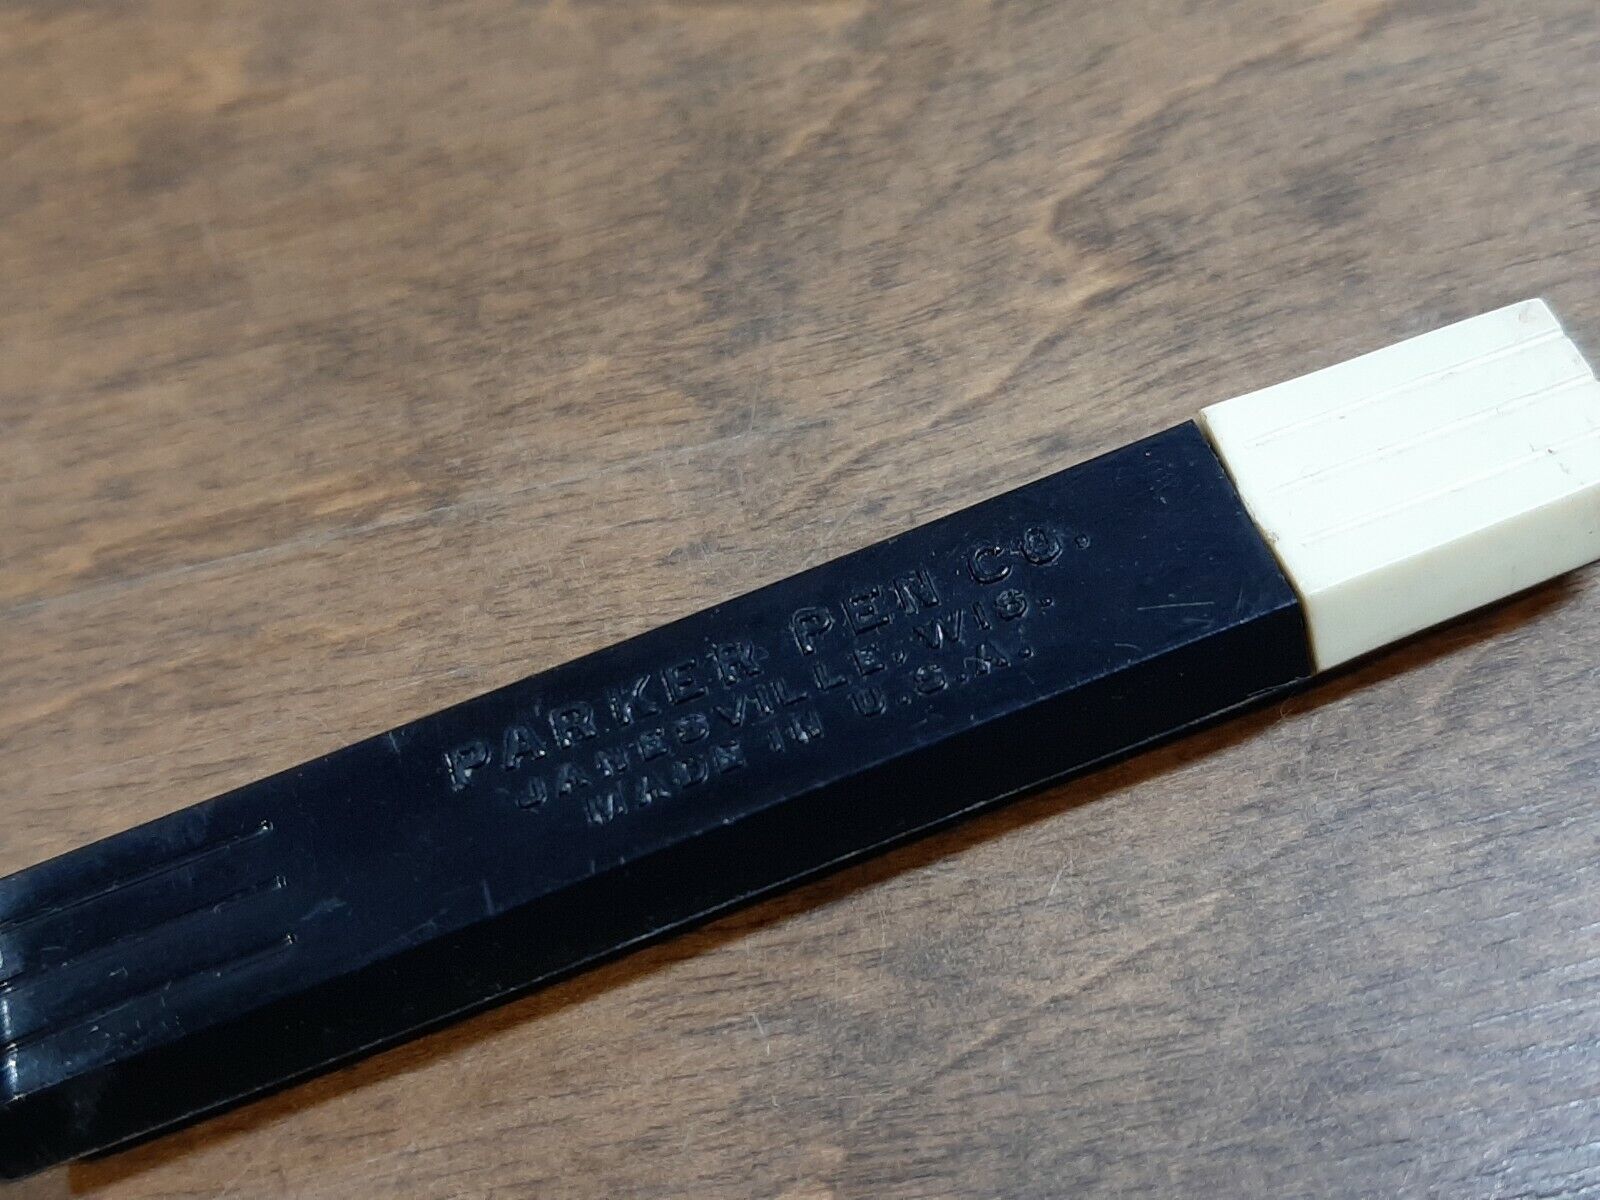 PARKER PEN CO.
JANESVILLE, WIS.
MADE IN U.S.A.